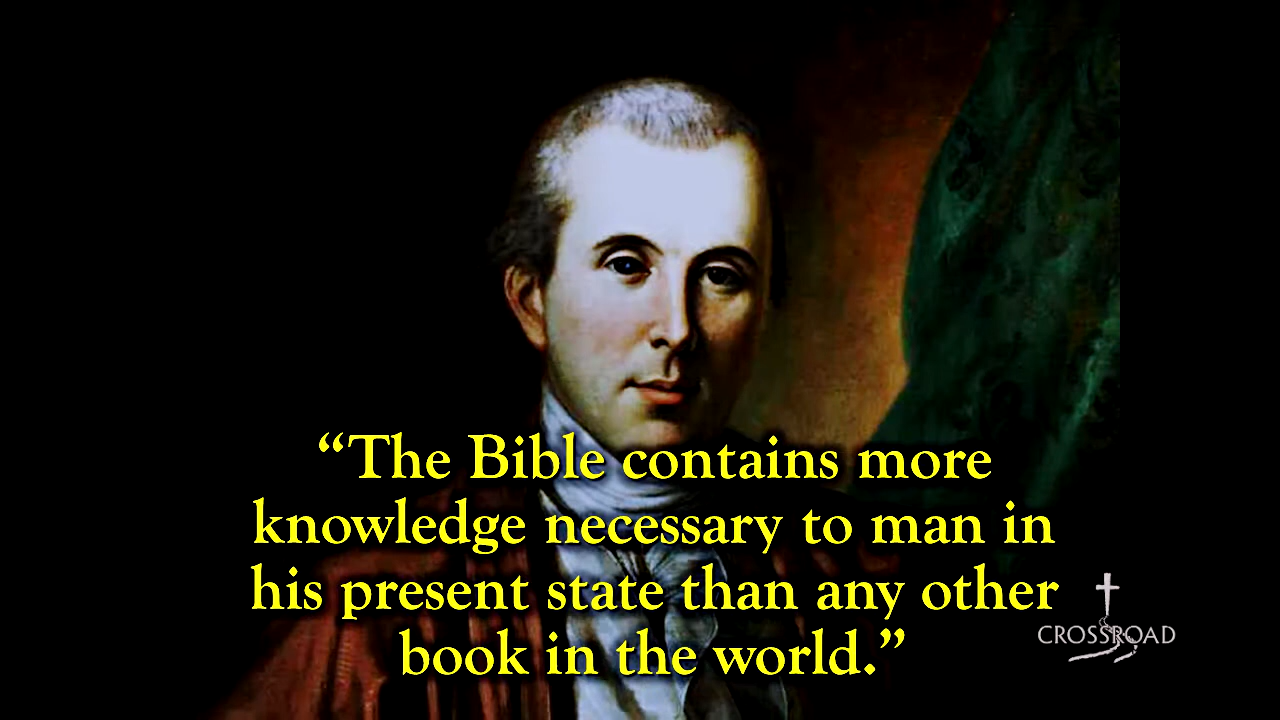 “The Bible contains more
knowledge necessary to man in
his present state than any other
book in the world.”
CROSSROAD